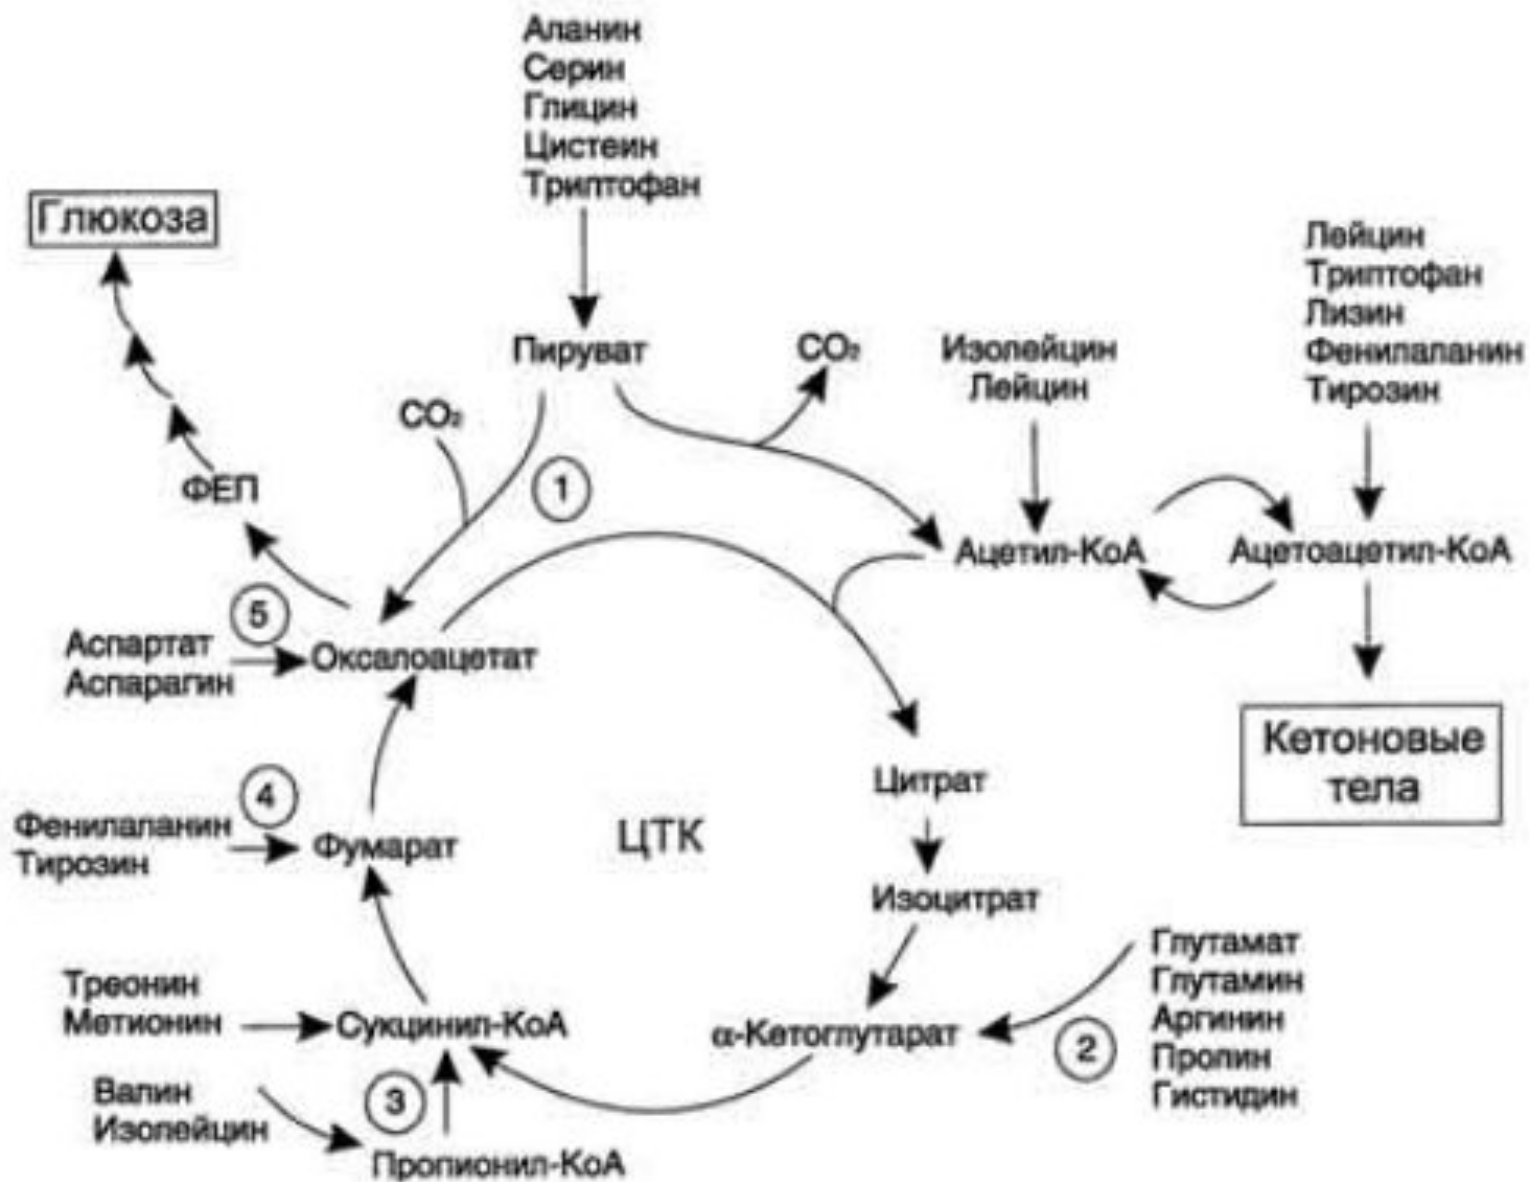 Аланин
Серин
Глицин
Цистеин
Триптофан
Глюкоза
Лейцин
Триптофан
Лизин
Фенилаланин
Тирозин
Пируват
CO₂
Изолейцин
Лейцин
CO₂
1
ФЕП
Ацетил-КоА
Ацетоацетил-КоА
5
Аспартат
Аспарагин
Оксалоацетат
Кетоновые
тела
Цитрат
4
Фенилаланин
Тирозин
Фумарат
ЦТК
Изоцитрат
Глутамат
Глутамин
Аргинин
Пролин
Гистидин
2
Треонин
Метионин
Сукцинил-КоА
α-Кетоглутарат
Валин
Изолейцин
3
Пропионил-КоА